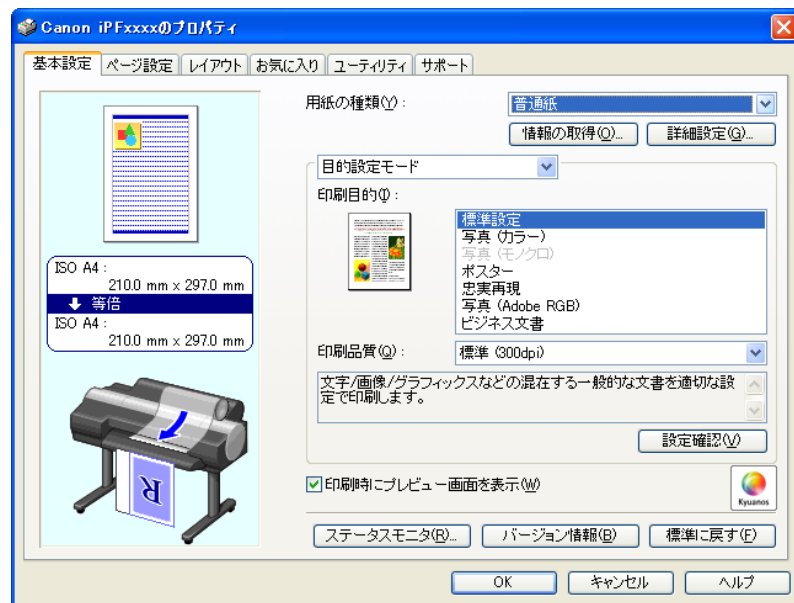 Canon iPFxxxxのプロパティ
基本設定 ページ設定 レイアウト お気に入り ユーティリティ サポート
用紙の種類(Y):
普通紙
情報の取得(O)... 詳細設定(G)...
目的設定モード
印刷目的(I):
標準設定
写真 (カラー)
写真 (モノクロ)
ポスター
忠実再現
写真 (Adobe RGB)
ビジネス文書
ISO A4:
210.0 mm x 297.0 mm
等倍
ISO A4:
210.0 mm x 297.0 mm
印刷品質(Q):
標準 (300dpi)
文字/画像/グラフィックスなどの混在する一般的な文書を適切な設
定で印刷します。
設定確認(V)
R
印刷時にプレビュー画面を表示(W)
Kyuanos
ステータスモニタ(R)... バージョン情報(B) 標準に戻す(F)
OK キャンセル ヘルプ